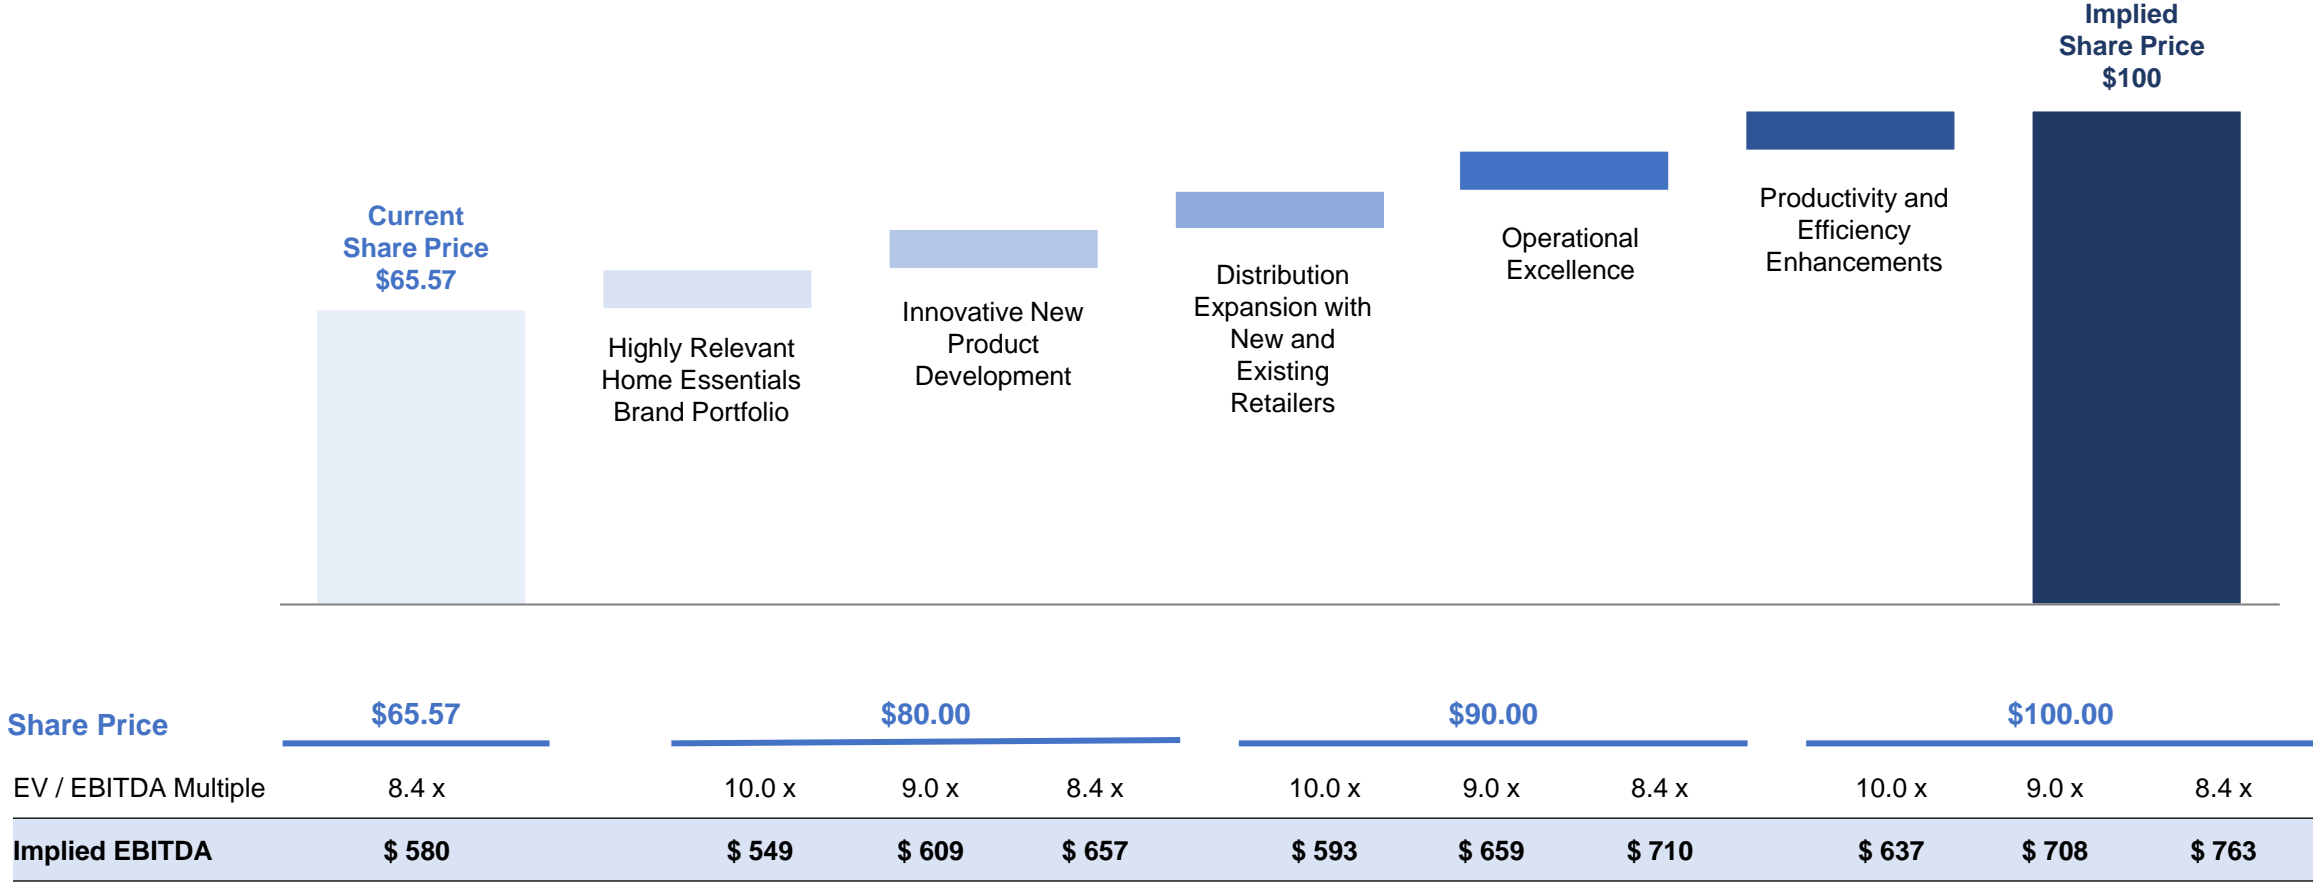 Implied
Share Price
$100
Current
Share Price
$65.57
Highly Relevant
Home Essentials
Brand Portfolio
Innovative New
Product
Development
Distribution
Expansion with
New and
Existing
Retailers
Operational
Excellence
Productivity and
Efficiency
Enhancements
Share Price $65.57 $80.00 $90.00 $100.00
EV / EBITDA Multiple 8.4 x 10.0 x 9.0 x 8.4 x 10.0 x 9.0 x 8.4 x 10.0 x 9.0 x 8.4 x
Implied EBITDA $ 580 $ 549 $ 609 $ 657 $ 593 $ 659 $ 710 $ 637 $ 708 $ 763